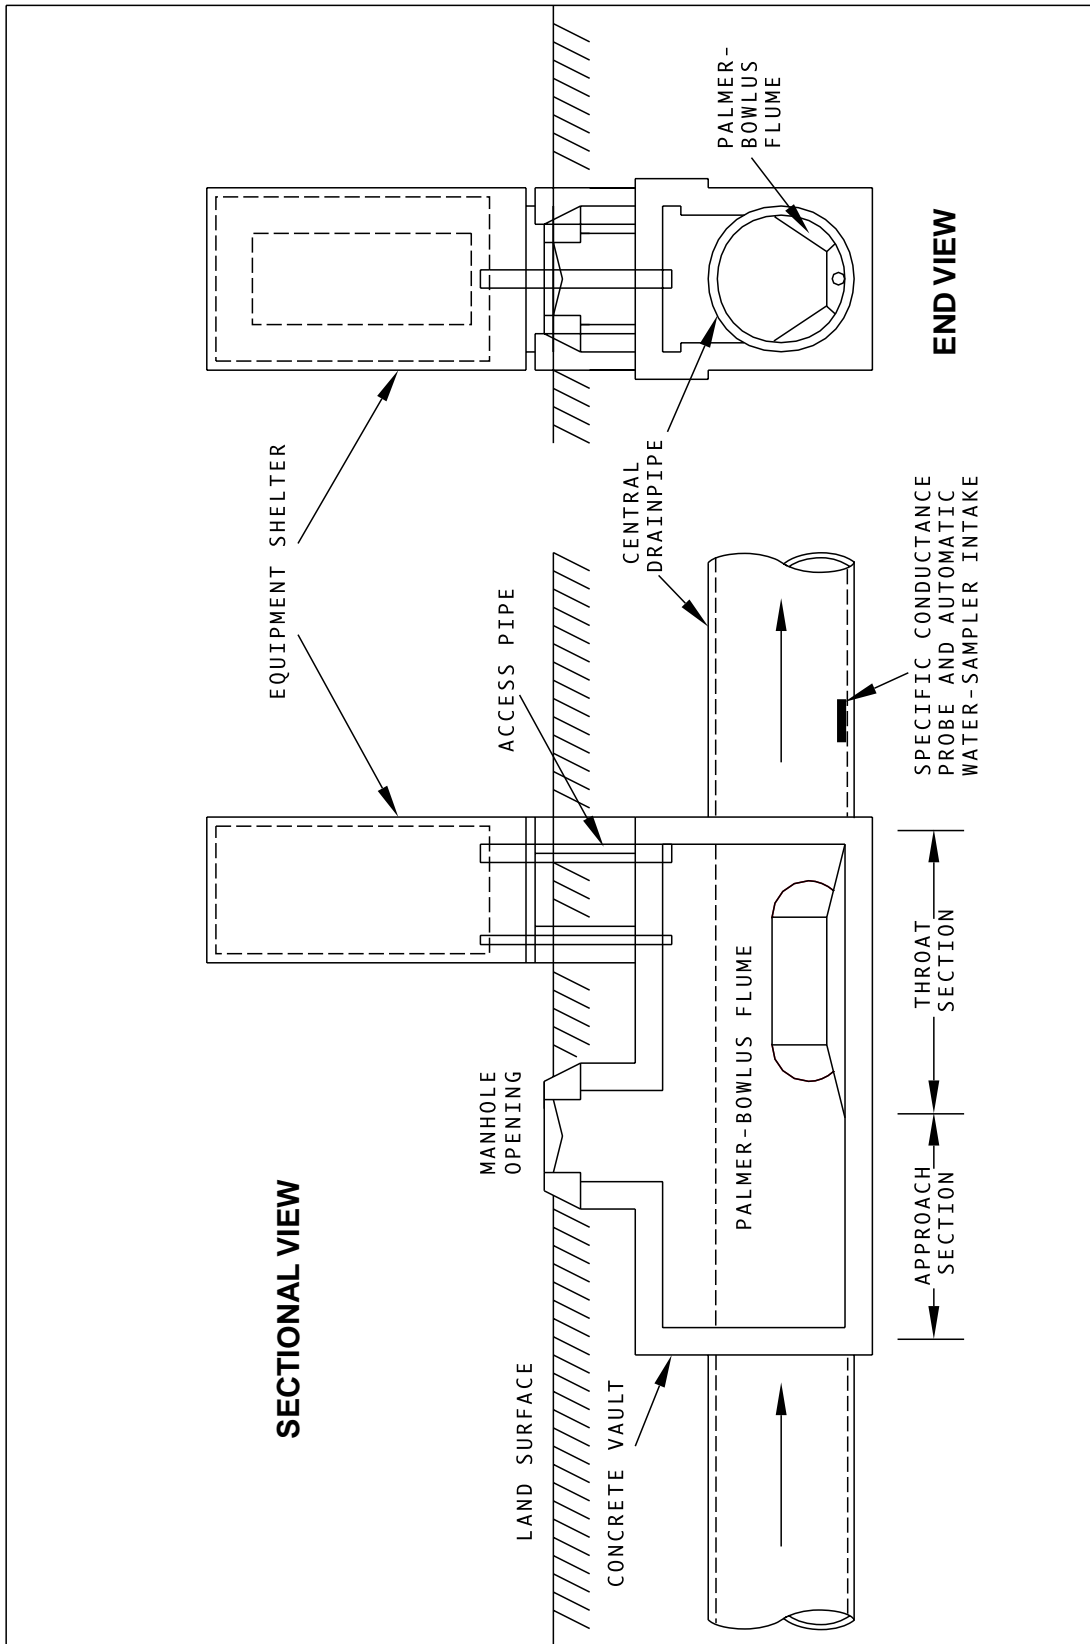 SECTIONAL VIEW
EQUIPMENT SHELTER
LAND SURFACE
MANHOLE
OPENING
ACCESS PIPE
CONCRETE VAULT
CENTRAL
DRAINPIPE
PALMER-BOWLUS FLUME
PALMER-
BOWLUS
FLUME
APPROACH
SECTION
THROAT
SECTION
SPECIFIC CONDUCTANCE
PROBE AND AUTOMATIC
WATER-SAMPLER INTAKE
END VIEW